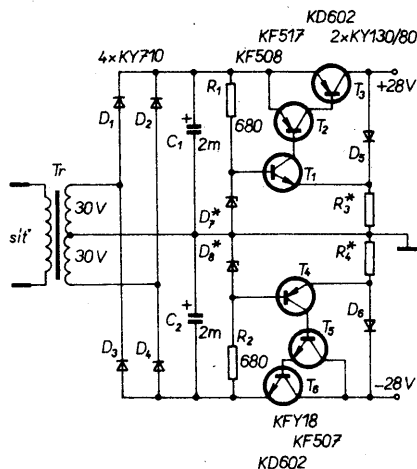 KD602
KF517 2×KY130/80
4×KY710 KF508
+28V
R1
T3
D1 D2
680
T2
D5
C1
2m
T1
Tr
D7*
R3*
30V
síť
30V
D8*
R4*
T4
D6
C2
2m
R2
T5
D3 D4
680
T6
-28V
KFY18
KF507
KD602